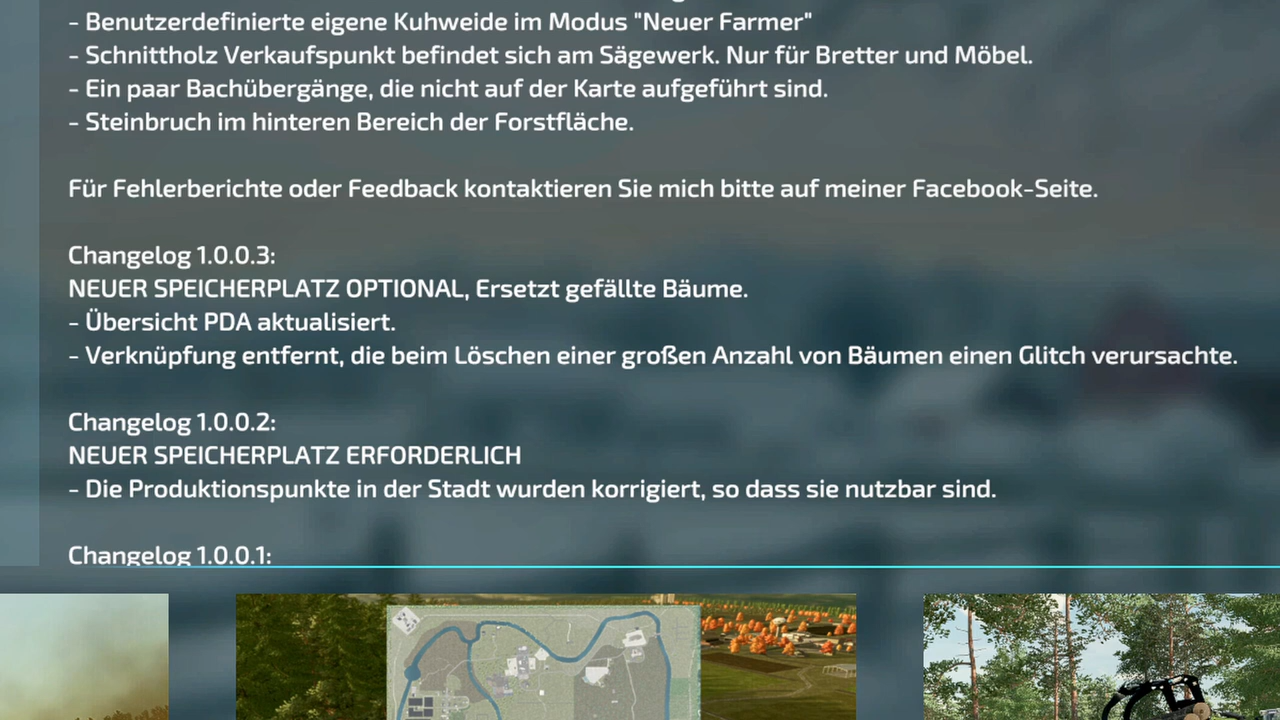 - Benutzerdefinierte eigene Kuhweide im Modus "Neuer Farmer"
- Schnittholz Verkaufspunkt befindet sich am Sägewerk. Nur für Bretter und Möbel.
- Ein paar Bachübergänge, die nicht auf der Karte aufgeführt sind.
- Steinbruch im hinteren Bereich der Forstfläche.
Für Fehlerberichte oder Feedback kontaktieren Sie mich bitte auf meiner Facebook-Seite.
Changelog 1.0.0.3:
NEUER SPEICHERPLATZ OPTIONAL, Ersetzt gefällte Bäume.
- Übersicht PDA aktualisiert.
- Verknüpfung entfernt, die beim Löschen einer großen Anzahl von Bäumen einen Glitch verursachte.
Changelog 1.0.0.2:
NEUER SPEICHERPLATZ ERFORDERLICH
- Die Produktionspunkte in der Stadt wurden korrigiert, so dass sie nutzbar sind.
Changelog 1.0.0.1: